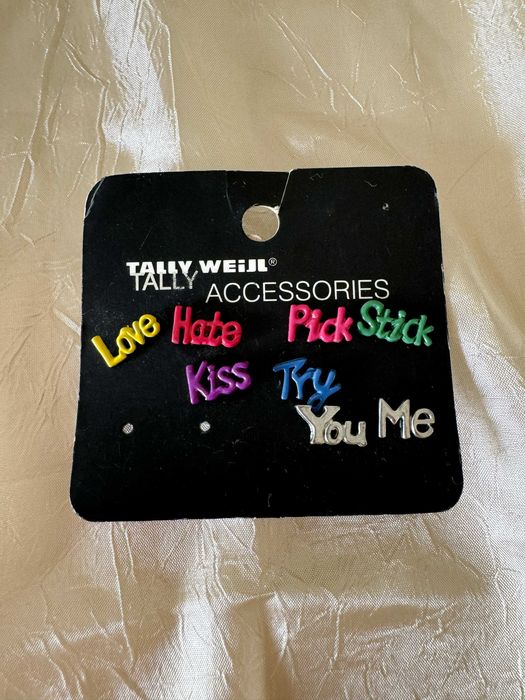 TALLY WEiJL®
TALLY ACCESSORIES
Love Hate Pick Stick
Kiss Try
You Me